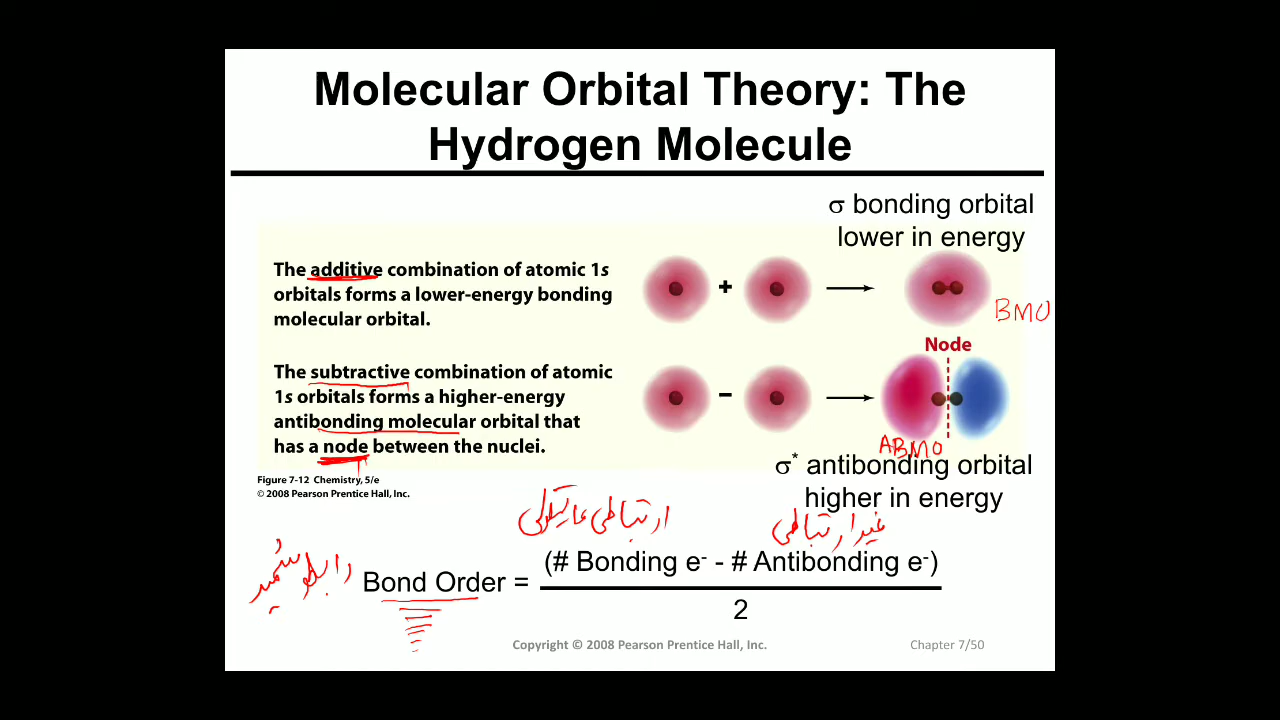 Molecular Orbital Theory: The
Hydrogen Molecule
σ bonding orbital
lower in energy
The additive combination of atomic 1s
orbitals forms a lower-energy bonding
molecular orbital.
+
BMO
Node
The subtractive combination of atomic
1s orbitals forms a higher-energy
antibonding molecular orbital that
has a node between the nuclei.
−
ABMO
σ* antibonding orbital
higher in energy
Figure 7-12 Chemistry, 5/e
© 2008 Pearson Prentice Hall, Inc.
ارتباطی
غیر ارتباطی
Bond Order = (# Bonding e- - # Antibonding e-)
2
Copyright © 2008 Pearson Prentice Hall, Inc.
Chapter 7/50